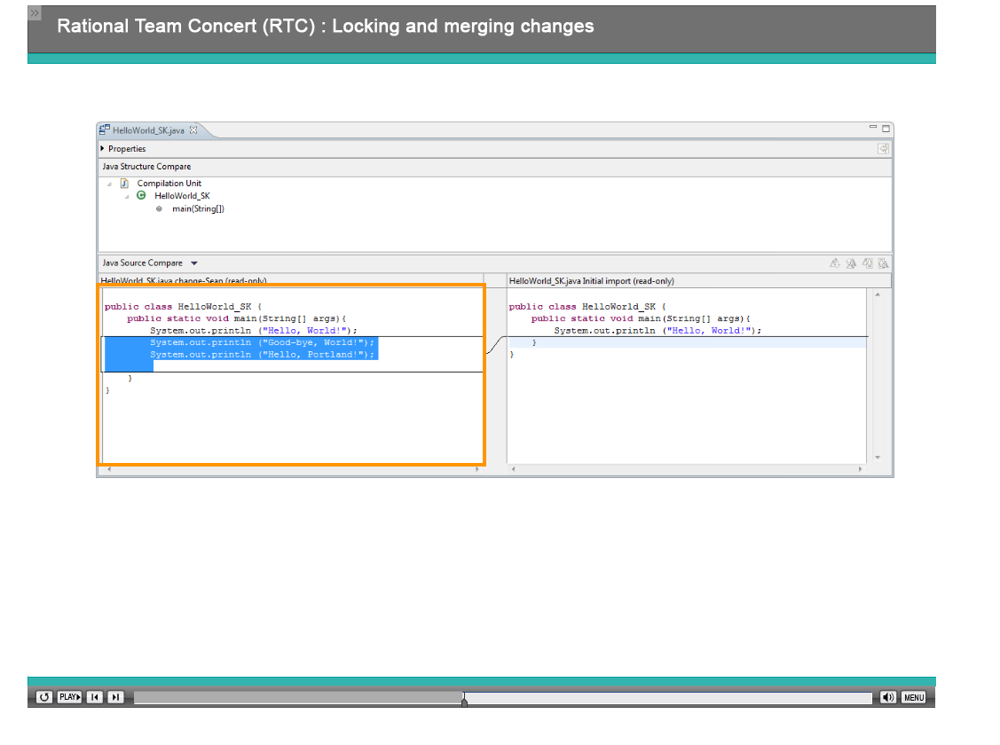 Rational Team Concert (RTC) : Locking and merging changes
HelloWorld_SK.java
Properties
Java Structure Compare
Compilation Unit
HelloWorld_SK
main(String[])
Java Source Compare
HelloWorld_SK.java change-Sean (read-only)
HelloWorld_SK.java Initial import (read-only)
public class HelloWorld_SK {
public static void main(String[] args){
System.out.println ("Hello, World!");
System.out.println ("Good-bye, World!");
System.out.println ("Hello, Portland!");
}
}
public class HelloWorld_SK {
public static void main(String[] args){
System.out.println ("Hello, World!");
}
}
PLAY
MENU